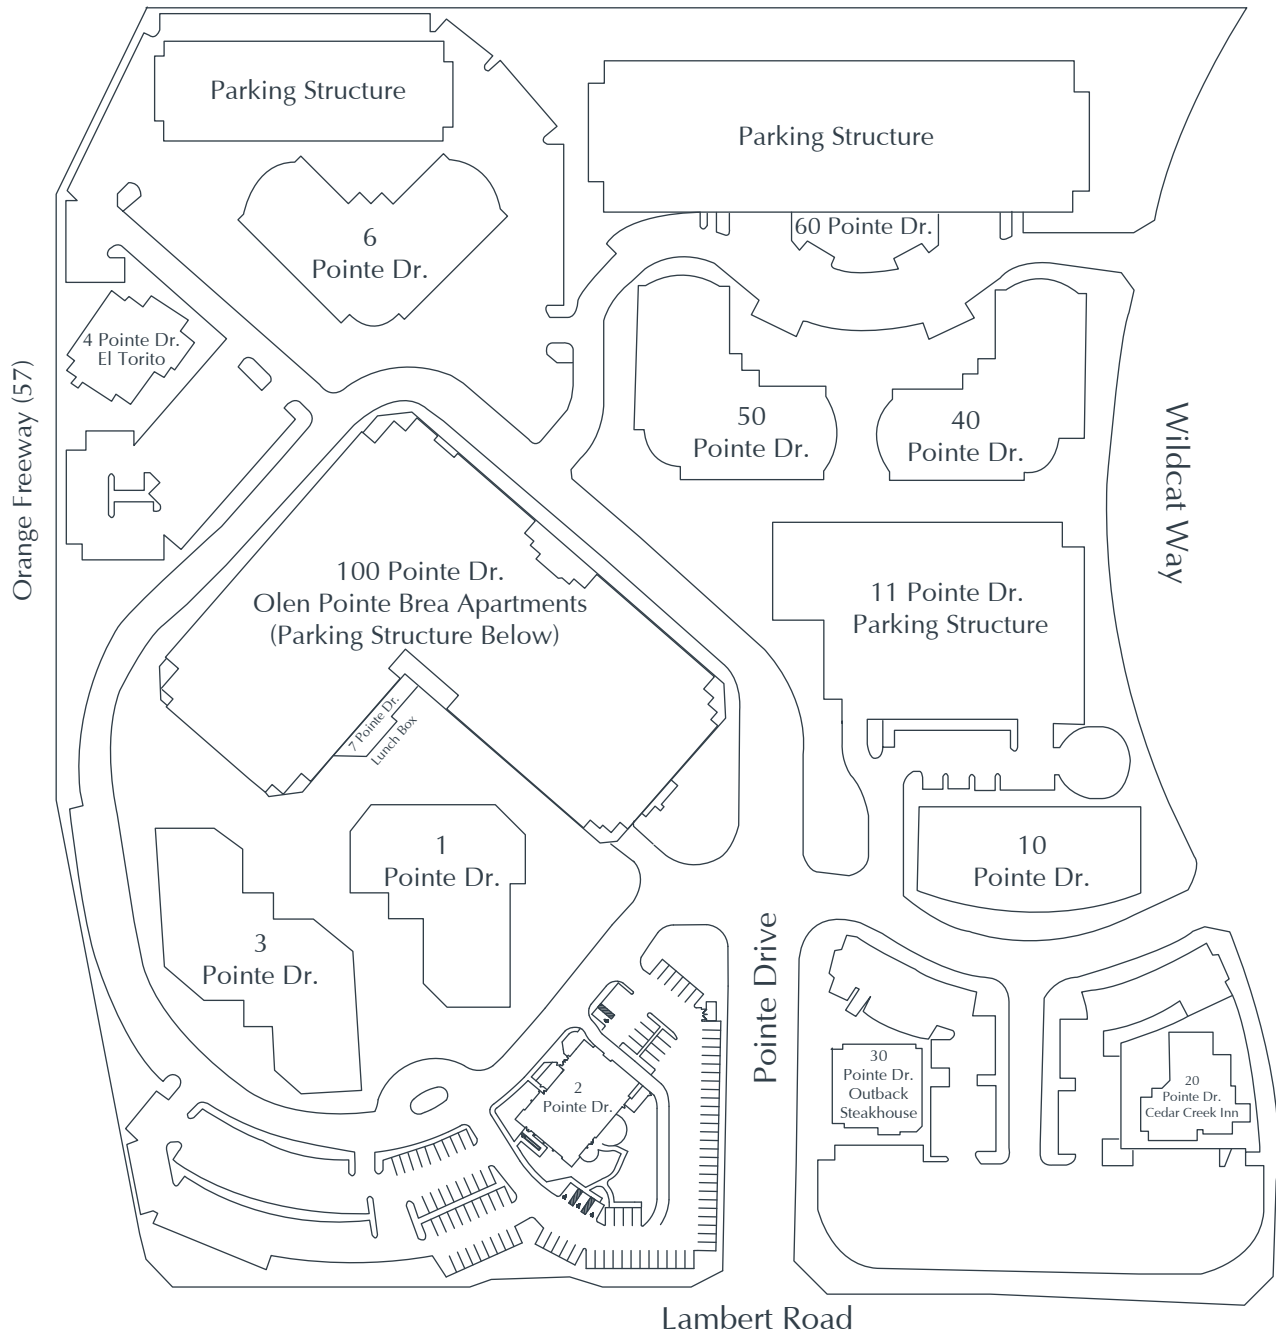 Parking Structure
Parking Structure
60 Pointe Dr.
6
Pointe Dr.
4 Pointe Dr.
El Torito
Orange Freeway (57)
50
Pointe Dr.
40
Pointe Dr.
Wildcat Way
100 Pointe Dr.
Olen Pointe Brea Apartments
(Parking Structure Below)
11 Pointe Dr.
Parking Structure
7 Pointe Dr.
Lunch Box
1
Pointe Dr.
10
Pointe Dr.
3
Pointe Dr.
Pointe Drive
2
Pointe Dr.
30
Pointe Dr.
Outback
Steakhouse
20
Pointe Dr.
Cedar Creek Inn
Lambert Road